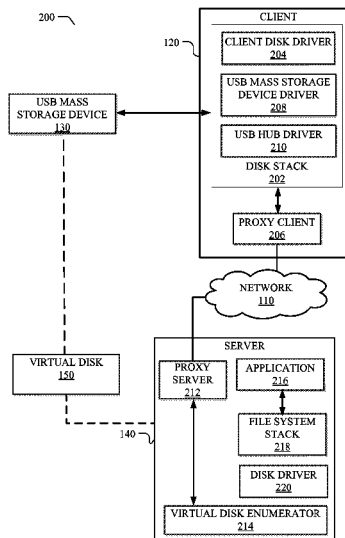 200
120
CLIENT
CLIENT DISK DRIVER
204
USB MASS STORAGE
DEVICE DRIVER
208
USB HUB DRIVER
210
DISK STACK
202
USB MASS
STORAGE DEVICE
130
PROXY CLIENT
206
NETWORK
110
VIRTUAL DISK
150
140
SERVER
PROXY
SERVER
212
APPLICATION
216
FILE SYSTEM
STACK
218
DISK DRIVER
220
VIRTUAL DISK ENUMERATOR
214